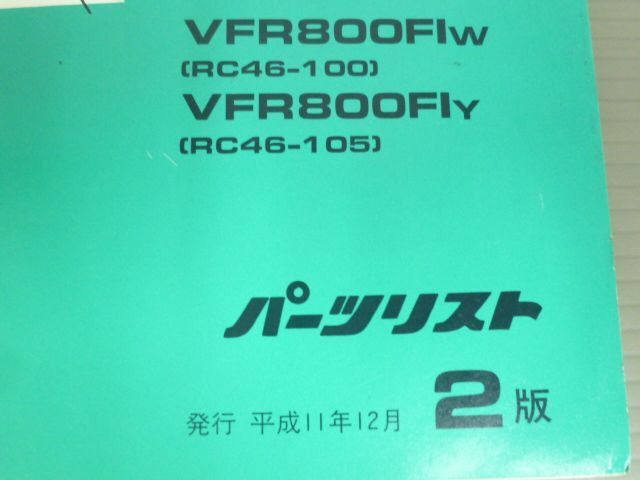 VFR800FIW
(RC46-100)
VFR800FIY
(RC46-105)
パーツリスト
発行 平成11年12月 2版